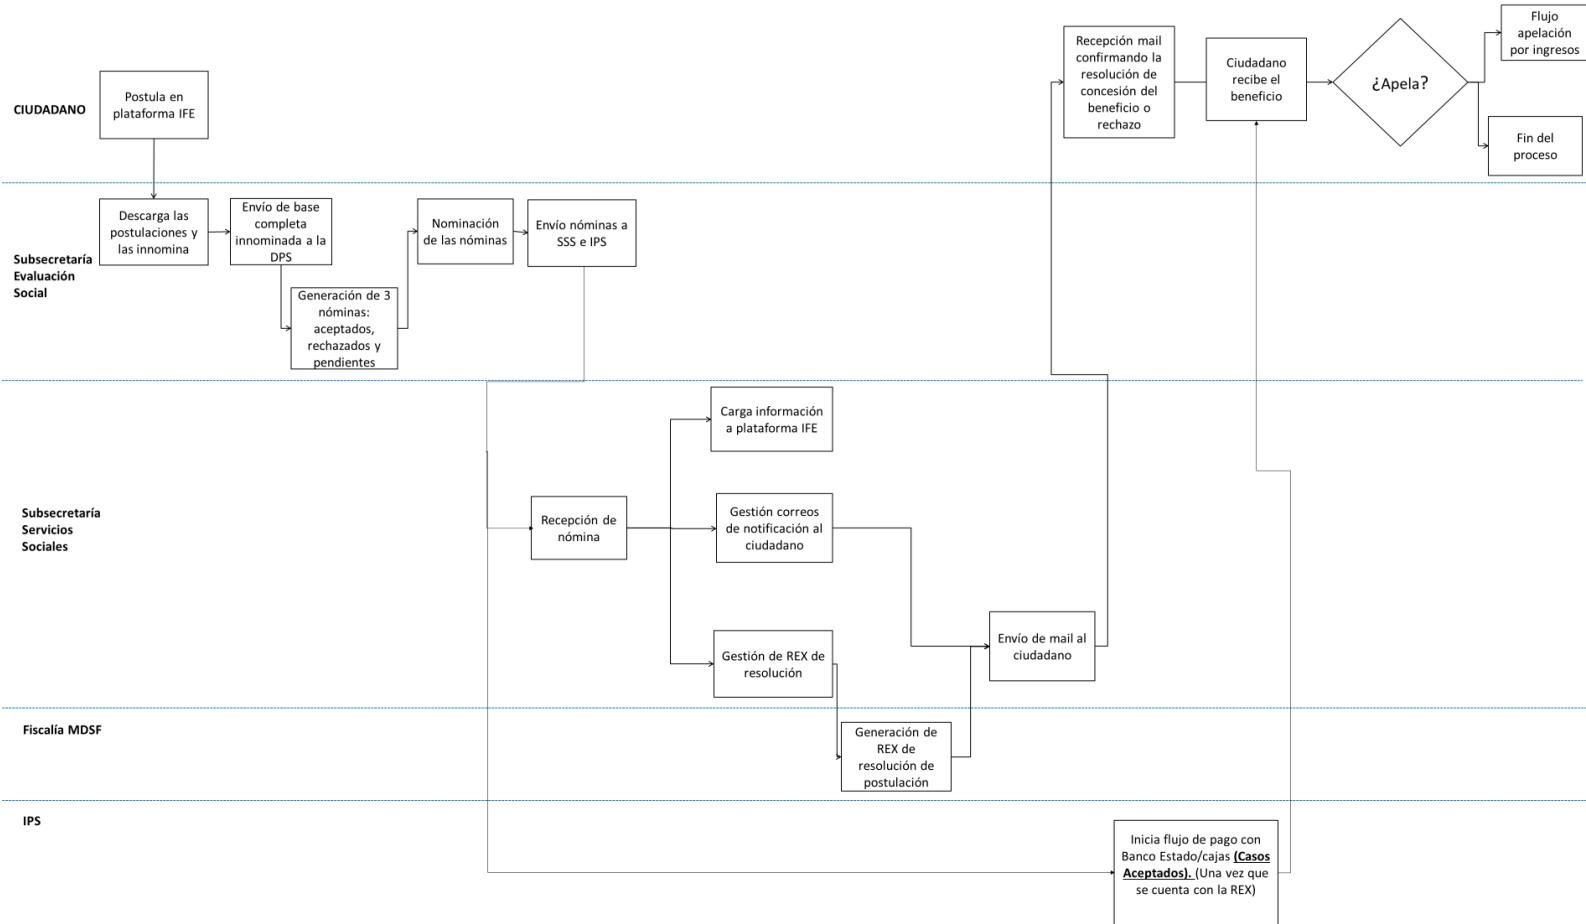 CIUDADANO
Postula en
plataforma IFE
Recepción mail
confirmando la
resolución de
concesión del
beneficio o
rechazo
Ciudadano
recibe el
beneficio
¿Apela?
Flujo
apelación
por ingresos
Fin del
proceso
Subsecretaría
Evaluación
Social
Descarga las
postulaciones y
las innomina
Envío de base
completa
innominada a la
DPS
Generación de 3
nóminas:
aceptados,
rechazados y
pendientes
Nominación
de las nóminas
Envío nóminas a
SSS e IPS
Subsecretaría
Servicios
Sociales
Recepción de
nómina
Carga información
a plataforma IFE
Gestión correos
de notificación al
ciudadano
Gestión de REX de
resolución
Envío de mail al
ciudadano
Fiscalía MDSF
Generación de
REX de
resolución de
postulación
IPS
Inicia flujo de pago con
Banco Estado/cajas (Casos
Aceptados). (Una vez que
se cuenta con la REX)